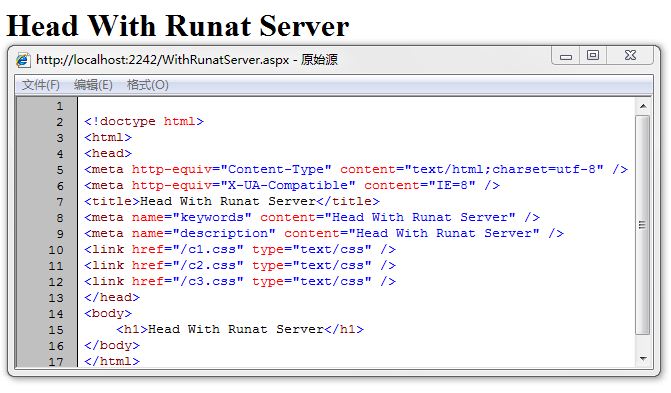 Head With Runat Server
http://localhost:2242/WithRunatServer.aspx - 原始源
文件(F) 编辑(E) 格式(O)
1
2 <!doctype html>
3 <html>
4 <head>
5 <meta http-equiv="Content-Type" content="text/html;charset=utf-8" />
6 <meta http-equiv="X-UA-Compatible" content="IE=8" />
7 <title>Head With Runat Server</title>
8 <meta name="keywords" content="Head With Runat Server" />
9 <meta name="description" content="Head With Runat Server" />
10 <link href="/c1.css" type="text/css" />
11 <link href="/c2.css" type="text/css" />
12 <link href="/c3.css" type="text/css" />
13 </head>
14 <body>
15     <h1>Head With Runat Server</h1>
16 </body>
17 </html>